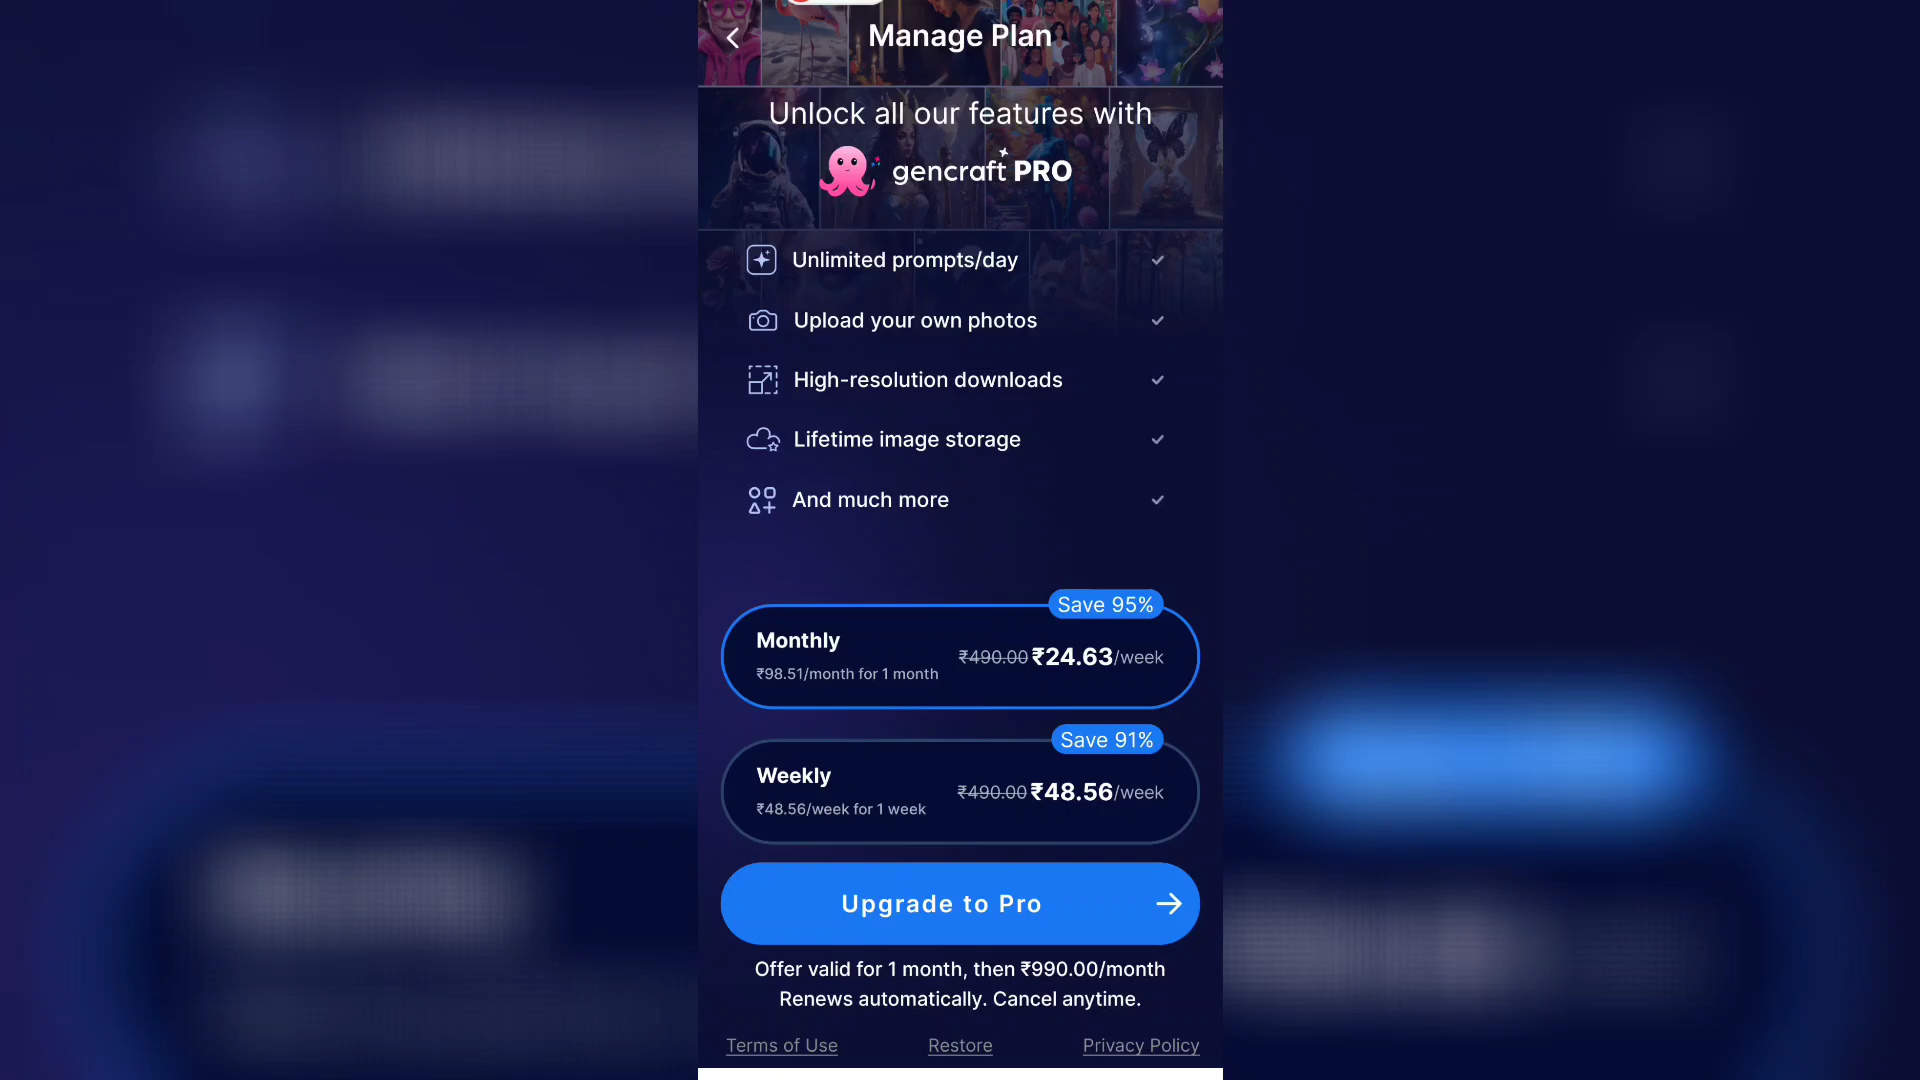 Manage Plan
Unlock all our features with
gencraft PRO
Unlimited prompts/day
Upload your own photos
High-resolution downloads
Lifetime image storage
And much more
Save 95%
Monthly
₹98.51/month for 1 month
₹490.00 ₹24.63/week
Save 91%
Weekly
₹48.56/week for 1 week
₹490.00 ₹48.56/week
Upgrade to Pro
Offer valid for 1 month, then ₹990.00/month
Renews automatically. Cancel anytime.
Terms of Use
Restore
Privacy Policy